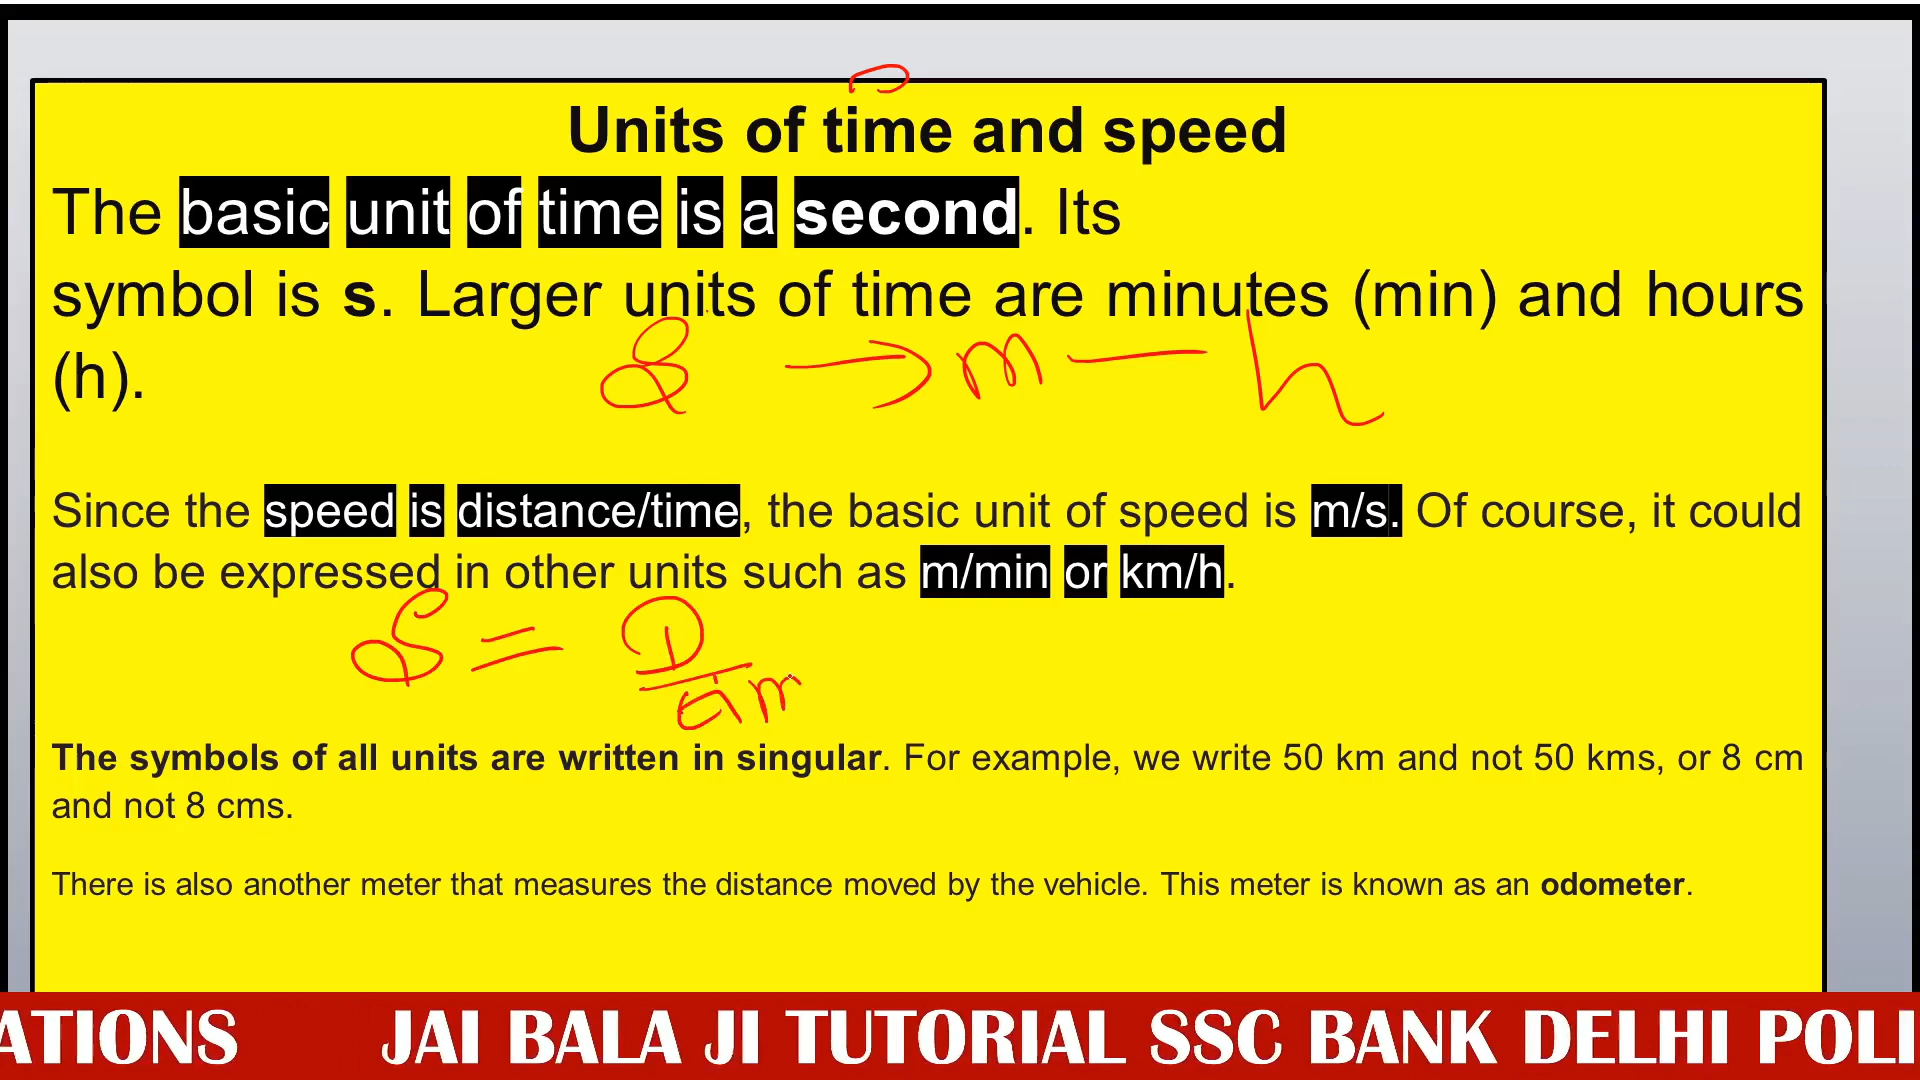 Units of time and speed
The basic unit of time is a second. Its
symbol is s. Larger units of time are minutes (min) and hours
(h).
S → m — h
Since the speed is distance/time, the basic unit of speed is m/s. Of course, it could
also be expressed in other units such as m/min or km/h.
S = D
Tim
The symbols of all units are written in singular. For example, we write 50 km and not 50 kms, or 8 cm
and not 8 cms.
There is also another meter that measures the distance moved by the vehicle. This meter is known as an odometer.
ATIONS JAI BALA JI TUTORIAL SSC BANK DELHI POLI